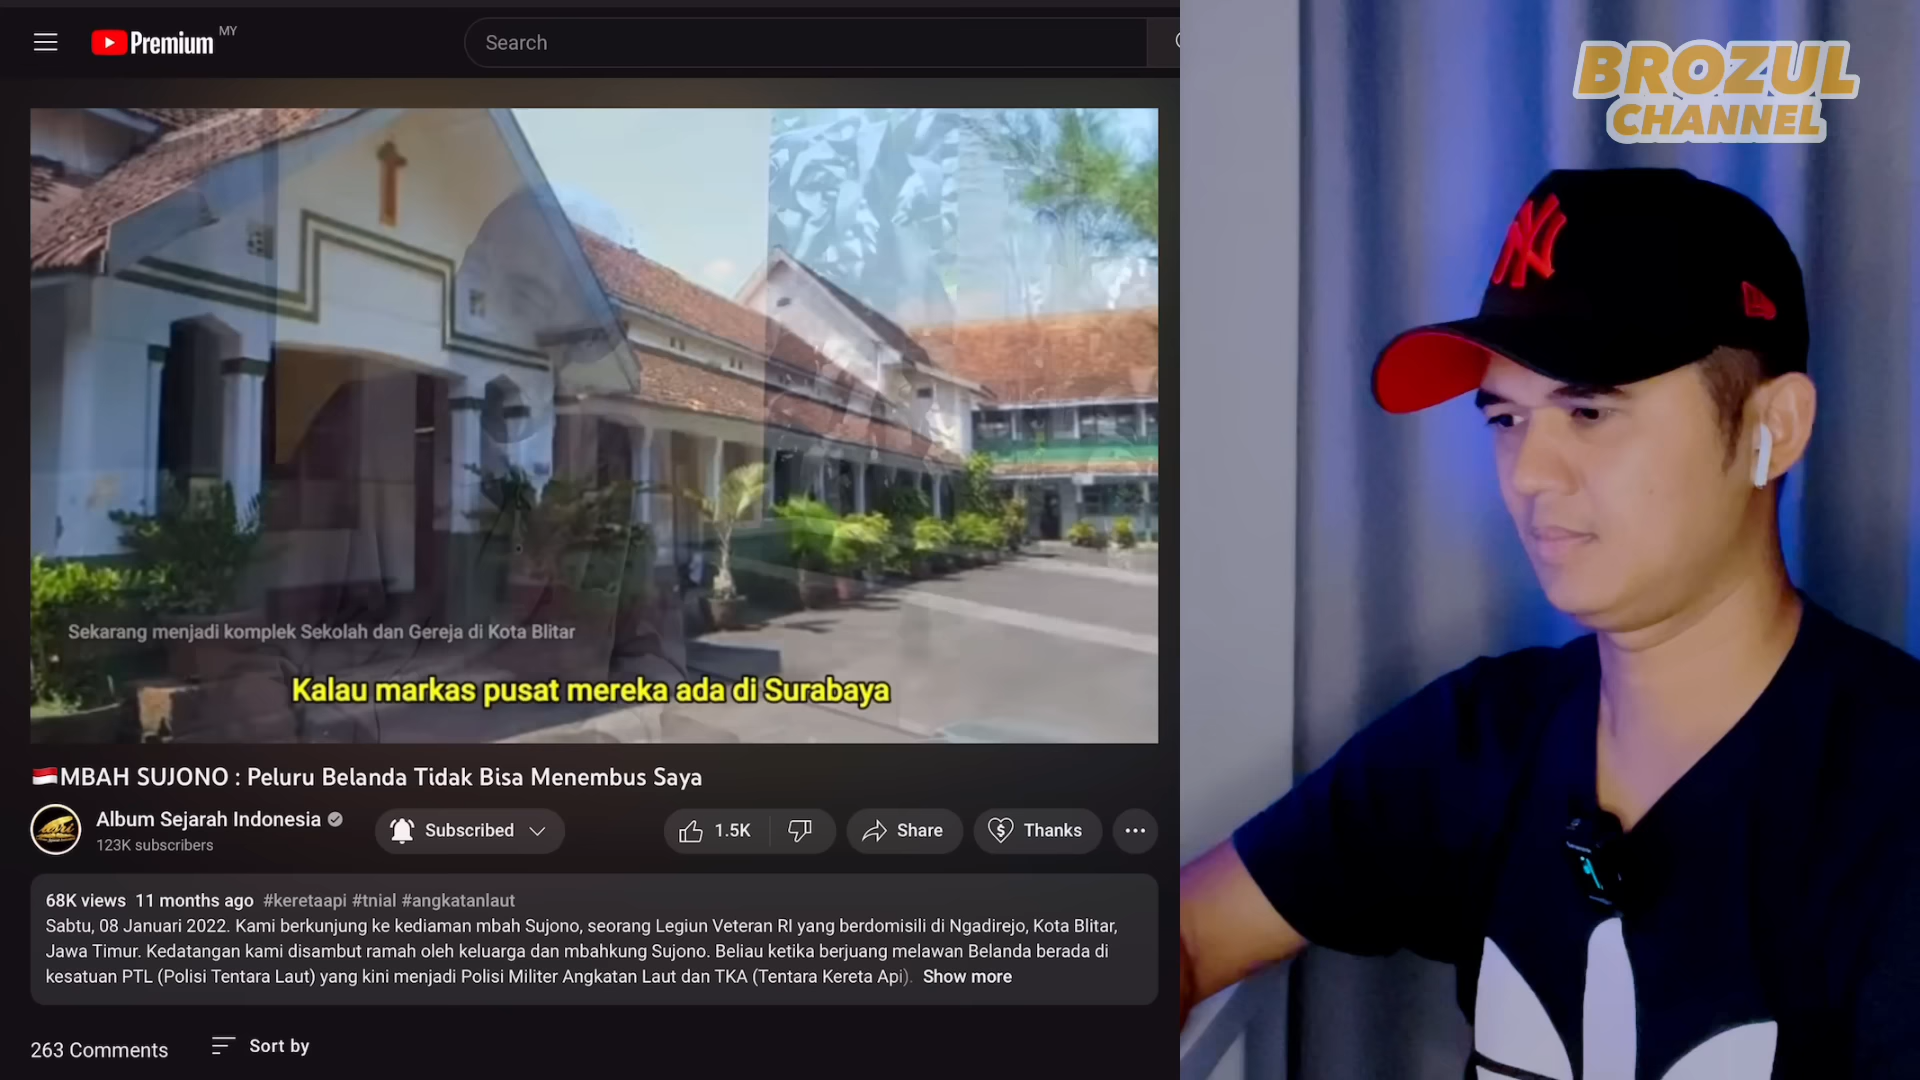 Premium MY
Search
BROZUL
CHANNEL
NY
Sekarang menjadi komplek Sekolah dan Gereja di Kota Blitar
Kalau markas pusat mereka ada di Surabaya
🇮🇩MBAH SUJONO : Peluru Belanda Tidak Bisa Menembus Saya
Album Sejarah Indonesia
123K subscribers
Subscribed
1.5K
Share
Thanks
68K views 11 months ago #keretaapi #tnial #angkatanlaut
Sabtu, 08 Januari 2022. Kami berkunjung ke kediaman mbah Sujono, seorang Legiun Veteran RI yang berdomisili di Ngadirejo, Kota Blitar,
Jawa Timur. Kedatangan kami disambut ramah oleh keluarga dan mbahkung Sujono. Beliau ketika berjuang melawan Belanda berada di
kesatuan PTL (Polisi Tentara Laut) yang kini menjadi Polisi Militer Angkatan Laut dan TKA (Tentara Kereta Api). Show more
263 Comments
Sort by